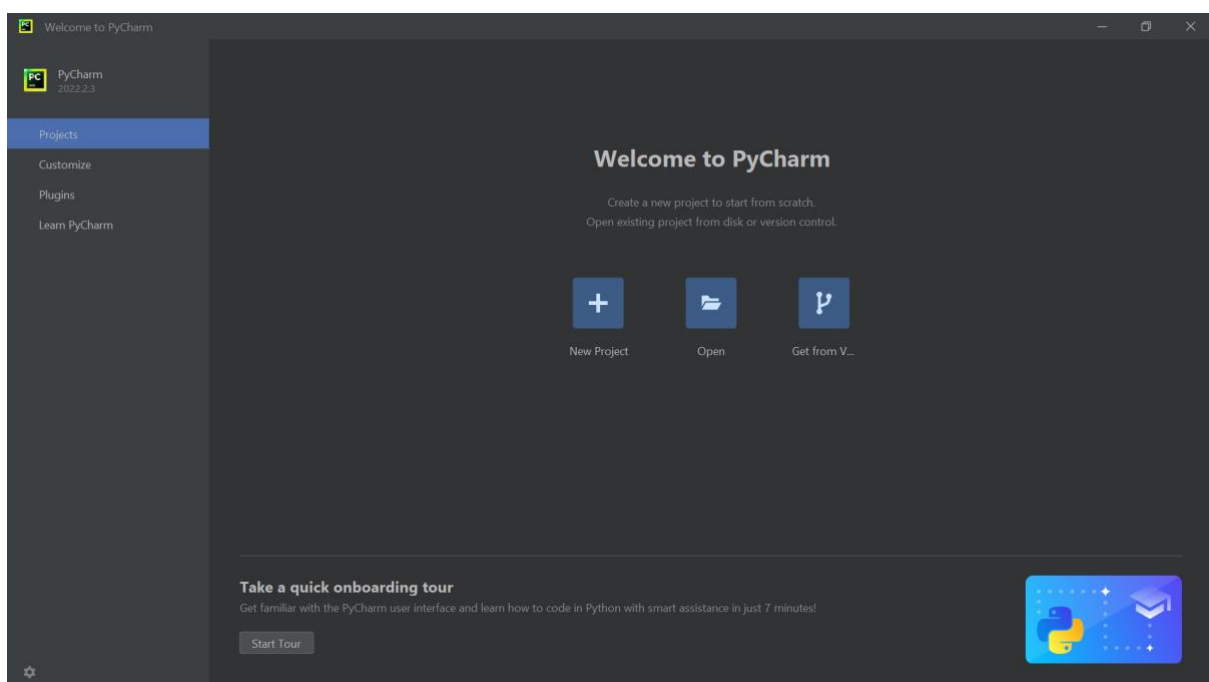 Welcome to PyCharm
PC
PyCharm
2022.2.3
Projects
Customize
Plugins
Learn PyCharm
Welcome to PyCharm
Create a new project to start from scratch.
Open existing project from disk or version control.
New Project
Open
Get from V...
Take a quick onboarding tour
Get familiar with the PyCharm user interface and learn how to code in Python with smart assistance in just 7 minutes!
Start Tour